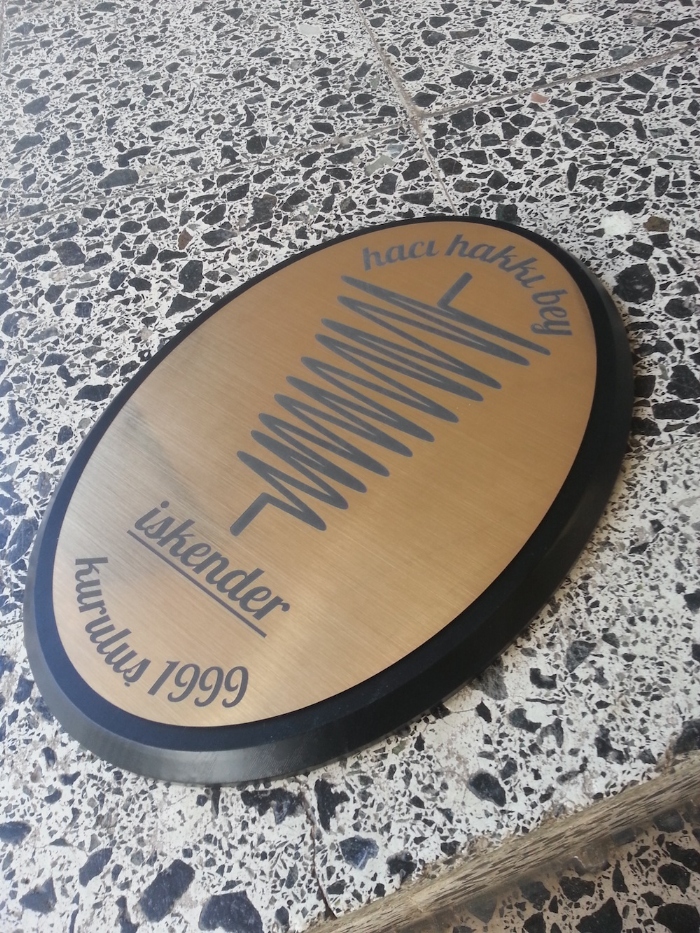 hacı hakkı bey
iskender
kuruluş 1999